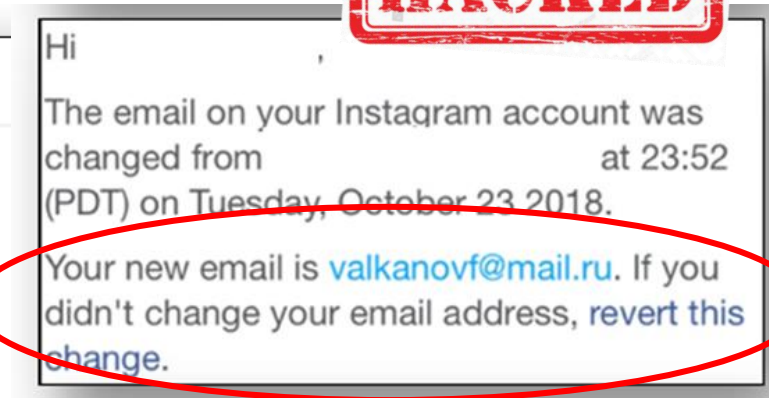 HACKED
Hi ,
The email on your Instagram account was
changed from at 23:52
(PDT) on Tuesday, October 23 2018.
Your new email is valkanovf@mail.ru. If you
didn't change your email address, revert this
change.